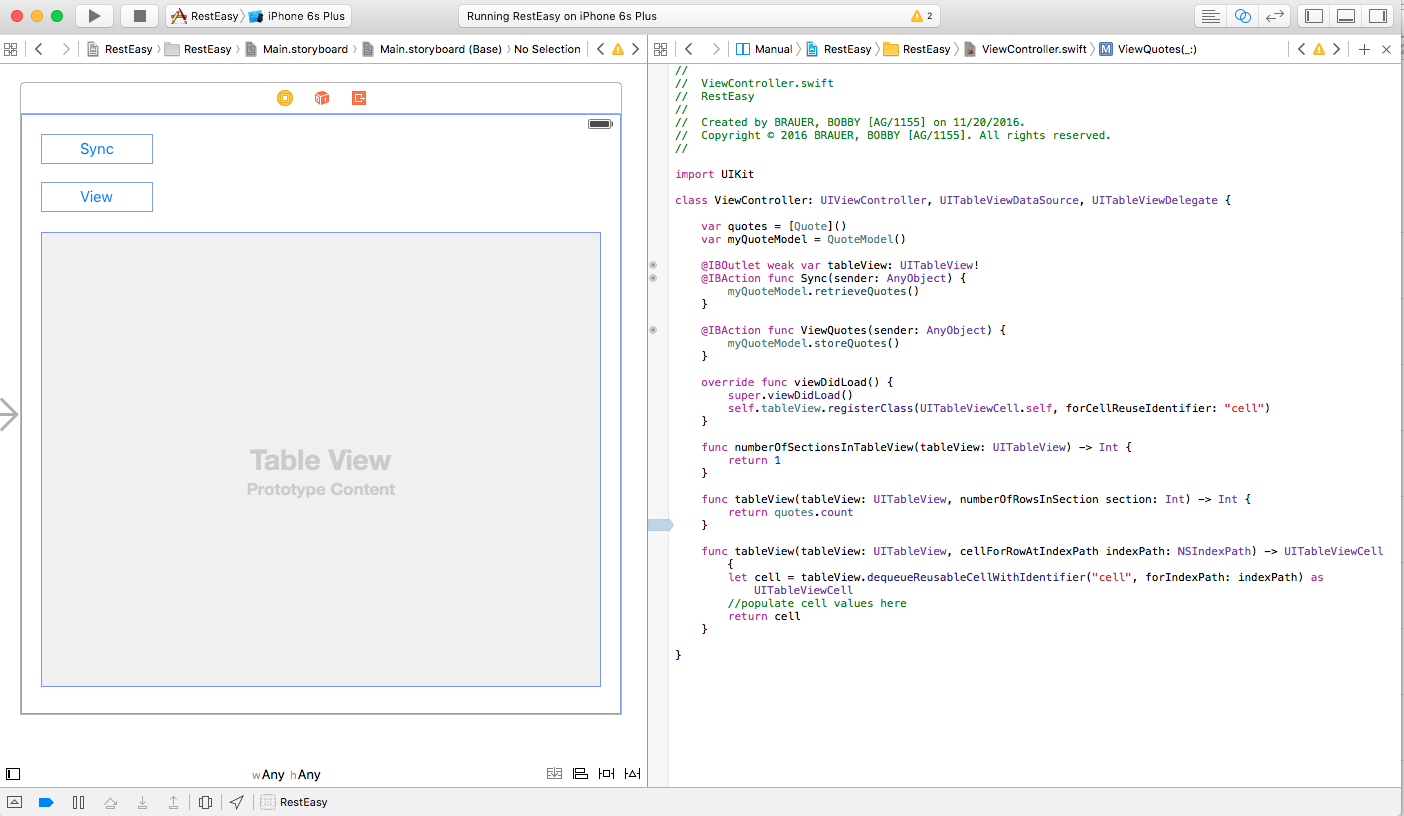 RestEasy iPhone 6s Plus
Running RestEasy on iPhone 6s Plus
2
RestEasy RestEasy Main.storyboard Main.storyboard (Base) No Selection
Manual RestEasy RestEasy ViewController.swift M ViewQuotes(_:)
Sync
View
Table View
Prototype Content
wAny hAny
//
// ViewController.swift
// RestEasy
//
// Created by BRAUER, BOBBY [AG/1155] on 11/20/2016.
// Copyright © 2016 BRAUER, BOBBY [AG/1155]. All rights reserved.
//
import UIKit
class ViewController: UIViewController, UITableViewDataSource, UITableViewDelegate {
var quotes = [Quote]()
var myQuoteModel = QuoteModel()
@IBOutlet weak var tableView: UITableView!
@IBAction func Sync(sender: AnyObject) {
myQuoteModel.retrieveQuotes()
}
@IBAction func ViewQuotes(sender: AnyObject) {
myQuoteModel.storeQuotes()
}
override func viewDidLoad() {
super.viewDidLoad()
self.tableView.registerClass(UITableViewCell.self, forCellReuseIdentifier: "cell")
}
func numberOfSectionsInTableView(tableView: UITableView) -> Int {
return 1
}
func tableView(tableView: UITableView, numberOfRowsInSection section: Int) -> Int {
return quotes.count
}
func tableView(tableView: UITableView, cellForRowAtIndexPath indexPath: NSIndexPath) -> UITableViewCell
{
let cell = tableView.dequeueReusableCellWithIdentifier("cell", forIndexPath: indexPath) as
UITableViewCell
//populate cell values here
return cell
}
}
RestEasy